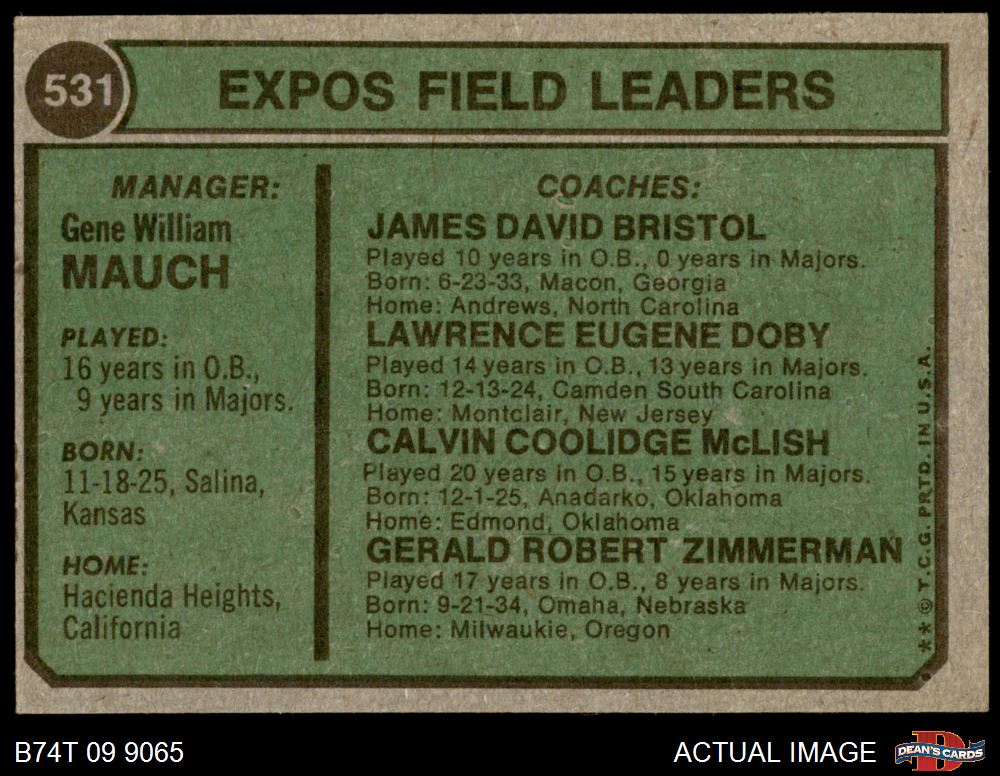 531
EXPOS FIELD LEADERS
MANAGER:
Gene William
MAUCH
PLAYED:
16 years in O.B.,
9 years in Majors.
BORN:
11-18-25, Salina,
Kansas
HOME:
Hacienda Heights,
California
COACHES:
JAMES DAVID BRISTOL
Played 10 years in O.B., 0 years in Majors.
Born: 6-23-33, Macon, Georgia
Home: Andrews, North Carolina
LAWRENCE EUGENE DOBY
Played 14 years in O.B., 13 years in Majors.
Born: 12-13-24, Camden South Carolina
Home: Montclair, New Jersey
CALVIN COOLIDGE McLISH
Played 20 years in O.B., 15 years in Majors.
Born: 12-1-25, Anadarko, Oklahoma
Home: Edmond, Oklahoma
GERALD ROBERT ZIMMERMAN
Played 17 years in O.B., 8 years in Majors.
Born: 9-21-34, Omaha, Nebraska
Home: Milwaukie, Oregon
** © T.C.G. PRTD. IN U.S.A.
B74T 09 9065
ACTUAL IMAGE
DEAN'S CARDS